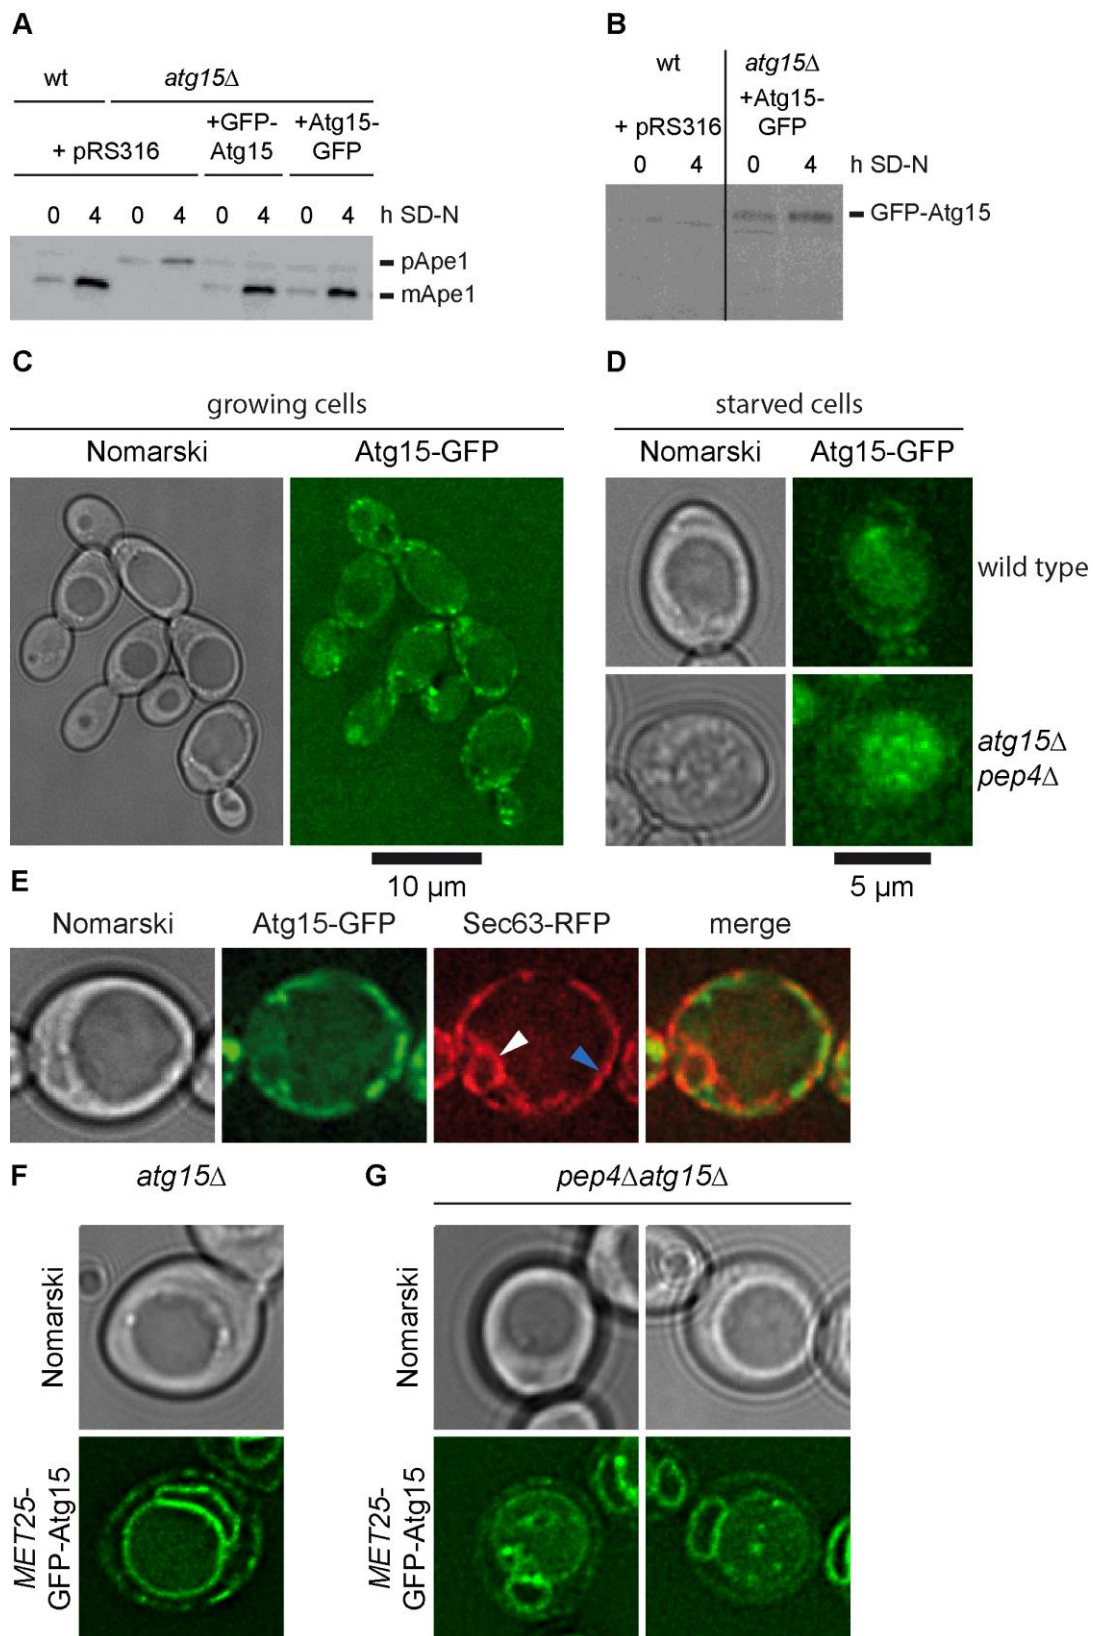 A
wt
atg15Δ
+ pRS316
+GFP-
Atg15
+Atg15-
GFP
0 4 0 4 0 4 0 4 h SD-N
pApe1
mApe1
B
wt
atg15Δ
+ pRS316
+Atg15-
GFP
0 4 0 4 h SD-N
GFP-Atg15
C
growing cells
Nomarski Atg15-GFP
10 µm
D
starved cells
Nomarski Atg15-GFP
wild type
atg15Δ
pep4Δ
5 µm
E
Nomarski Atg15-GFP Sec63-RFP merge
F
atg15Δ
Nomarski
MET25-
GFP-Atg15
G
pep4Δatg15Δ
Nomarski
MET25-
GFP-Atg15